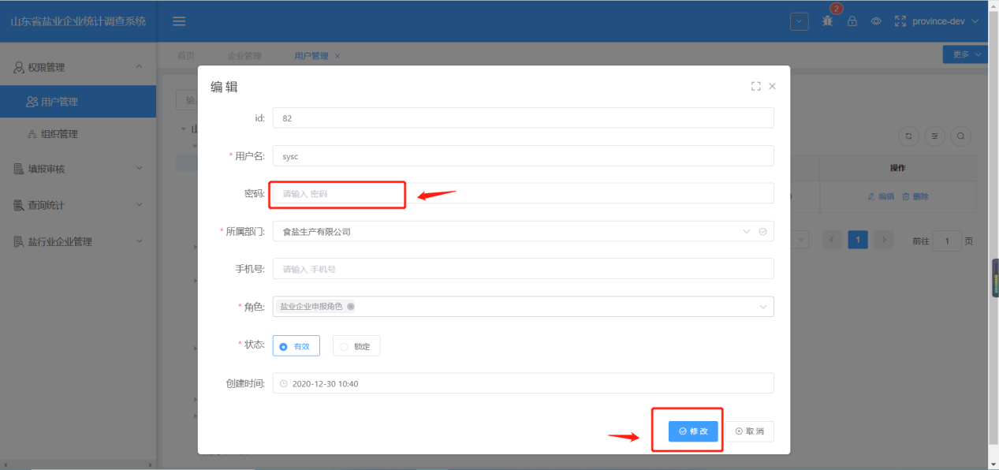 山东省盐业企业统计调查系统
2
province-dev
首页
企业管理
用户管理
更多
权限管理
用户管理
组织管理
填报审核
查询统计
盐行业企业管理
编辑
id:
82
* 用户名:
sysc
密码:
请输入 密码
* 所属部门:
食盐生产有限公司
手机号:
请输入 手机号
* 角色:
盐业企业申报角色
* 状态:
有效
锁定
创建时间:
2020-12-30 10:40
修改
取消
操作
编辑
删除
1
前往
1
页